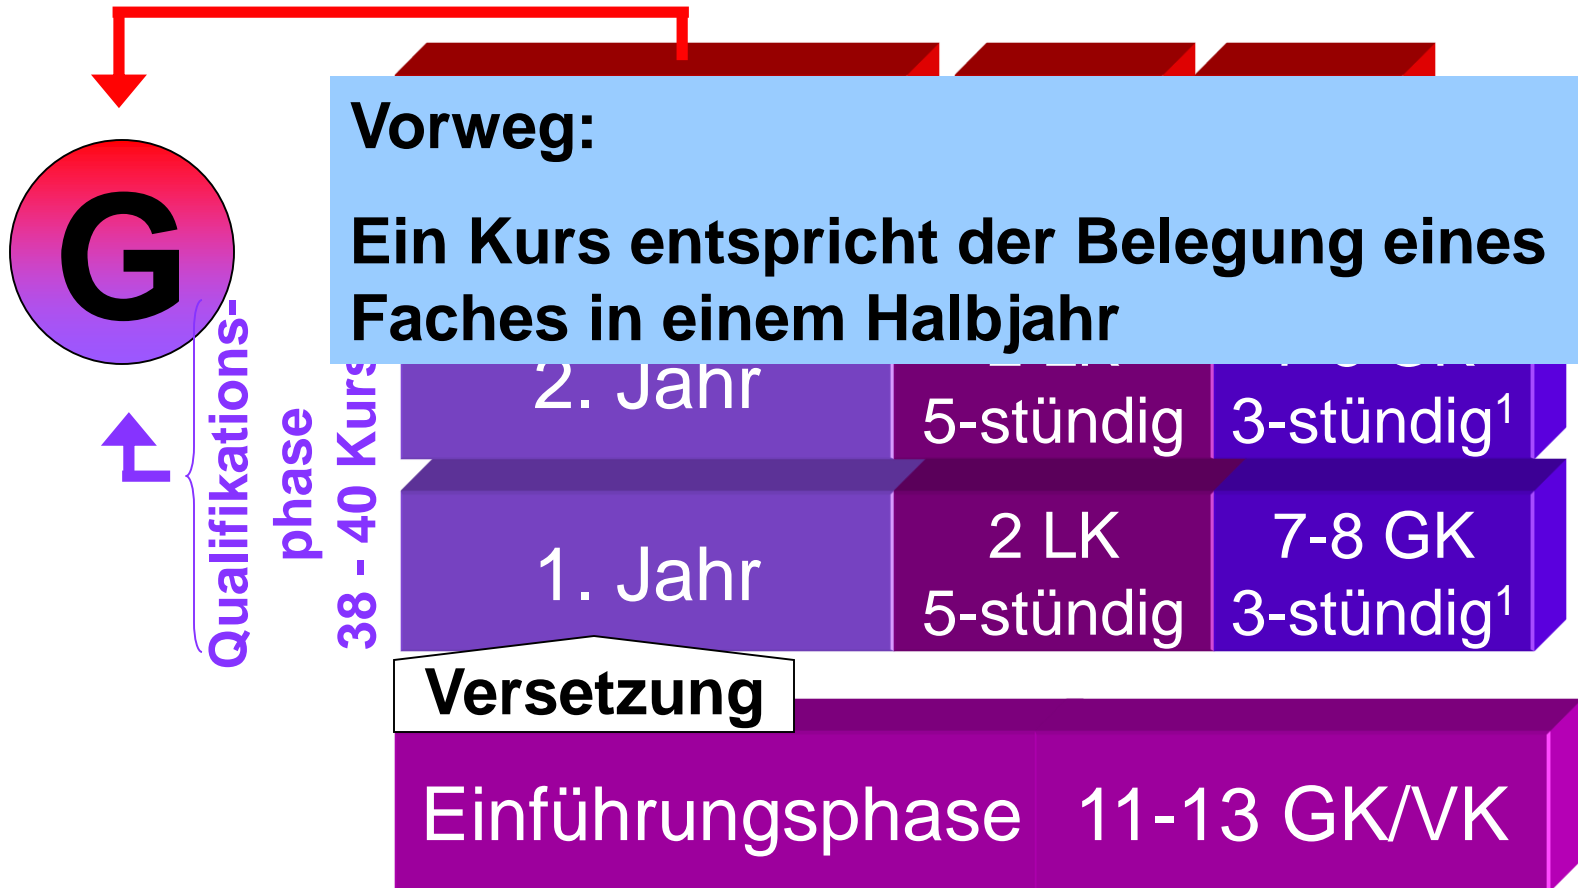 Vorweg:
Ein Kurs entspricht der Belegung eines
Faches in einem Halbjahr
G
Qualifikations-
phase
38 - 40
2. Jahr
5-stündig
3-stündig¹
1. Jahr
2 LK
5-stündig
7-8 GK
3-stündig¹
Versetzung
Einführungsphase
11-13 GK/VK